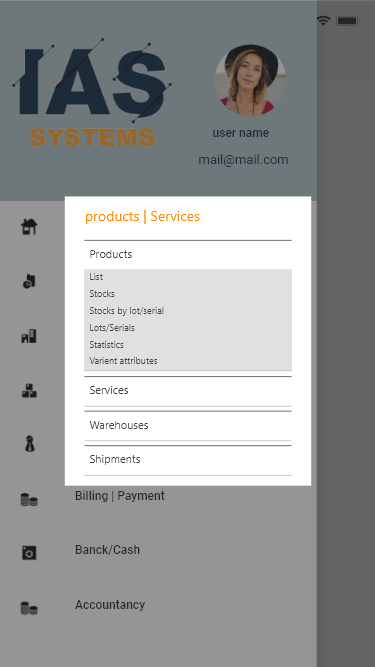 IAS
SYSTEMS
user name
mail@mail.com
products | Services
Products
List
Stocks
Stocks by lot/serial
Lots/Serials
Statistics
Varient attributes
Services
Warehouses
Shipments
Billing | Payment
Banck/Cash
Accountancy